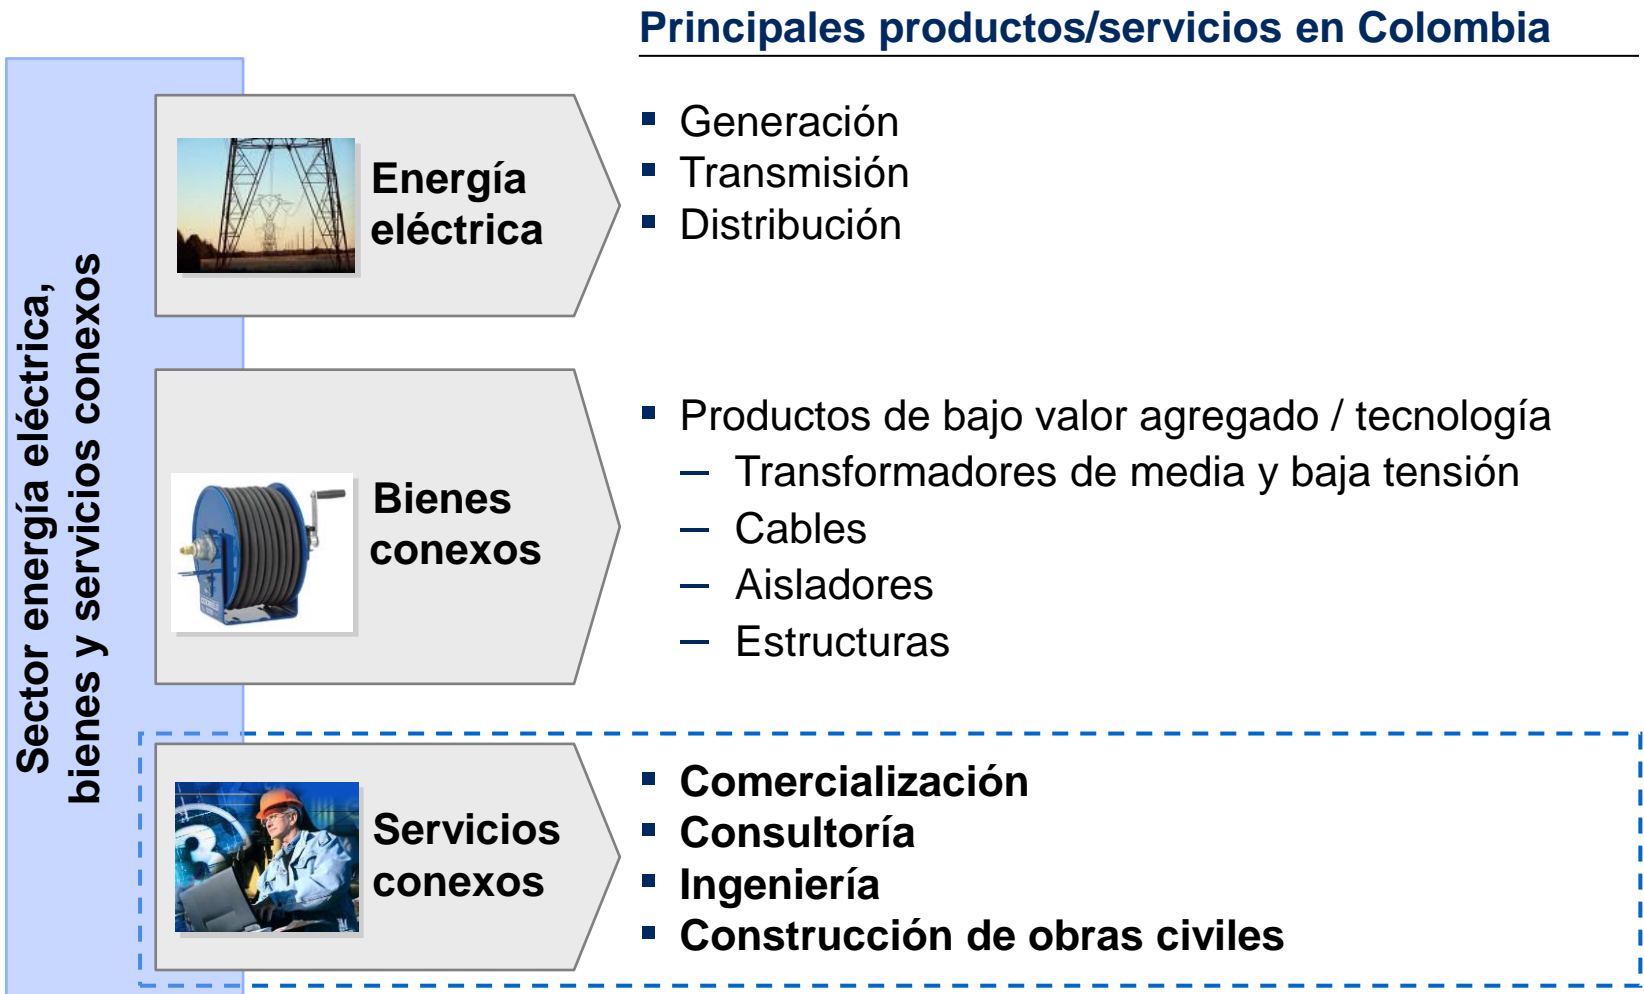 Principales productos/servicios en Colombia
Sector energía eléctrica,
bienes y servicios conexos
Energía
eléctrica
▪ Generación
▪ Transmisión
▪ Distribución
Bienes
conexos
▪ Productos de bajo valor agregado / tecnología
— Transformadores de media y baja tensión
— Cables
— Aisladores
— Estructuras
Servicios
conexos
▪ Comercialización
▪ Consultoría
▪ Ingeniería
▪ Construcción de obras civiles